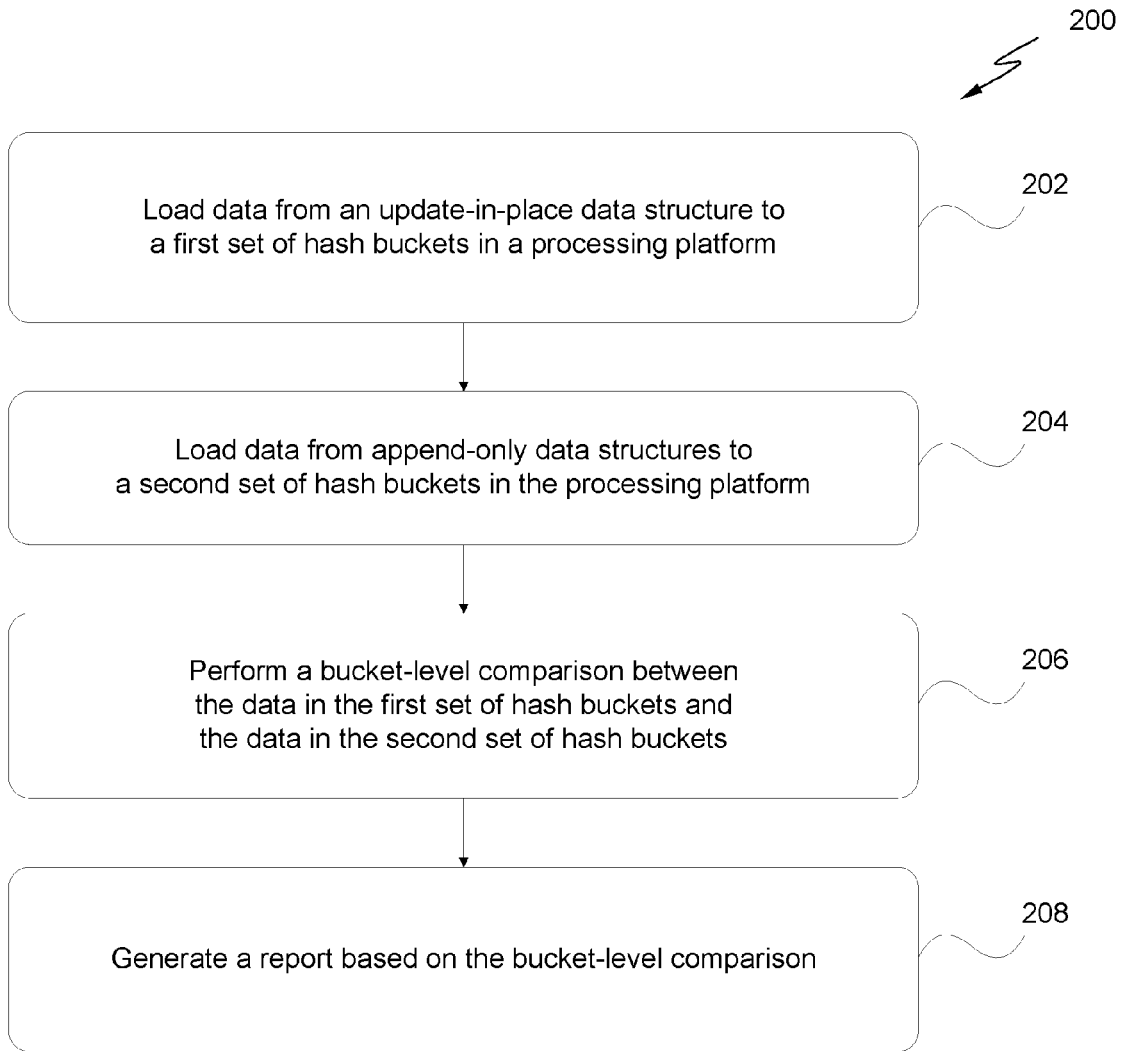 200
Load data from an update-in-place data structure to
a first set of hash buckets in a processing platform
202
Load data from append-only data structures to
a second set of hash buckets in the processing platform
204
Perform a bucket-level comparison between
the data in the first set of hash buckets and
the data in the second set of hash buckets
206
Generate a report based on the bucket-level comparison
208